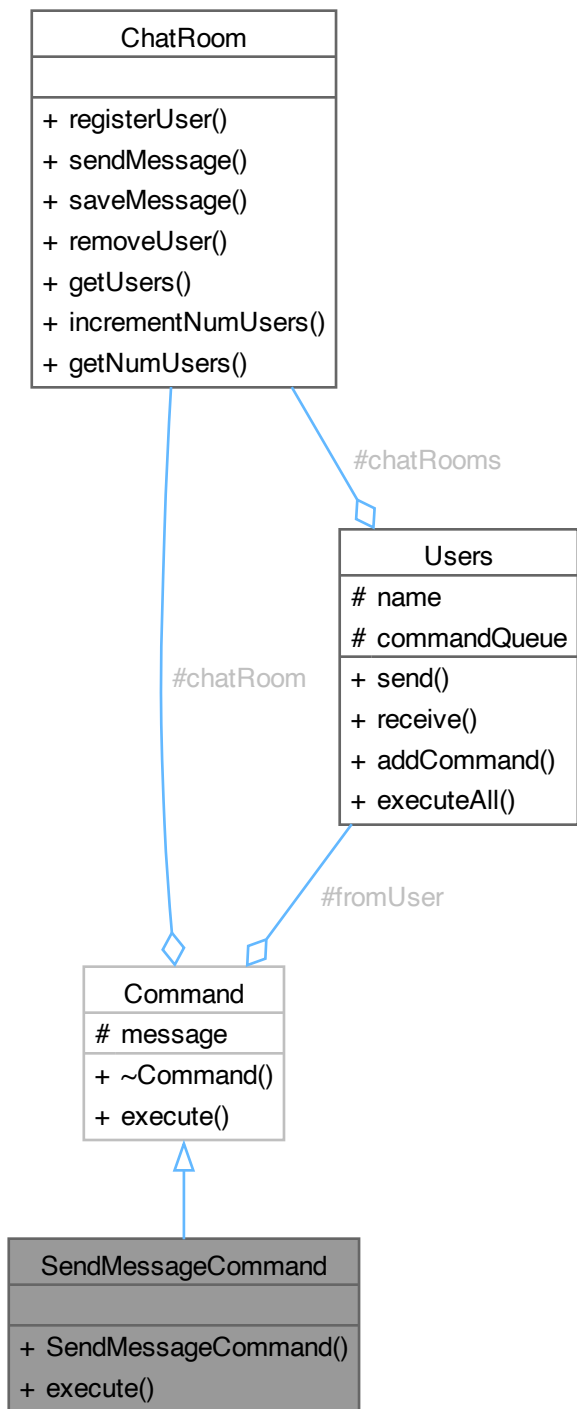 ChatRoom
+ registerUser()
+ sendMessage()
+ saveMessage()
+ removeUser()
+ getUsers()
+ incrementNumUsers()
+ getNumUsers()
#chatRooms
Users
# name
# commandQueue
+ send()
+ receive()
+ addCommand()
+ executeAll()
#chatRoom
#fromUser
Command
# message
+ ~Command()
+ execute()
SendMessageCommand
+ SendMessageCommand()
+ execute()